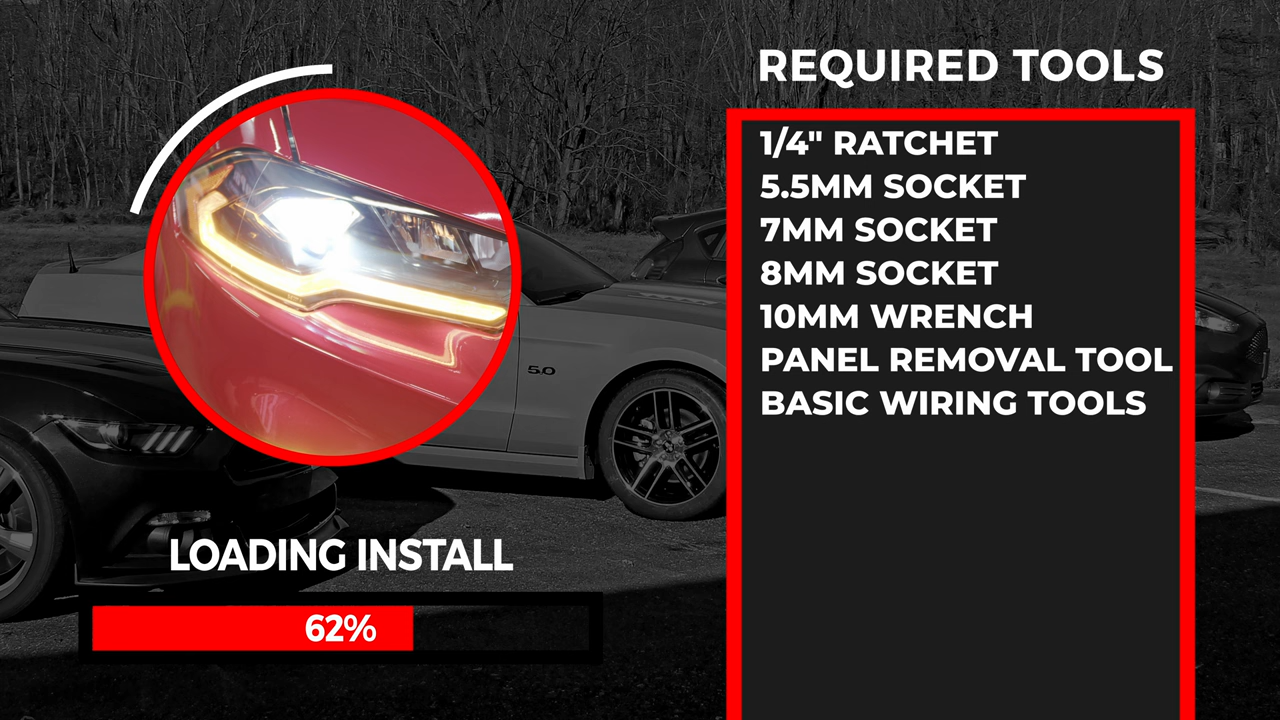 REQUIRED TOOLS
1/4" RATCHET
5.5MM SOCKET
7MM SOCKET
8MM SOCKET
10MM WRENCH
PANEL REMOVAL TOOL
BASIC WIRING TOOLS
5.0
LOADING INSTALL
62%